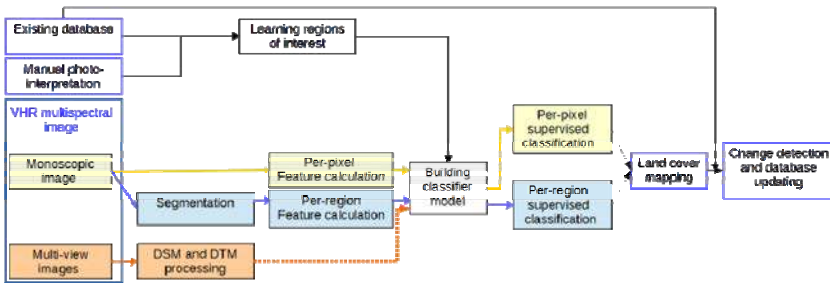 Existing database
Manual photo-
interpretation
Learning regions
of interest
VHR multispectral
image
Monoscopic
image
Segmentation
Multi-view
images
DSM and DTM
processing
Per-pixel
Feature calculation
Per-region
Feature calculation
Building
classifier
model
Per-pixel
supervised
classification
Per-region
supervised
classification
Land cover
mapping
Change detection
and database
updating